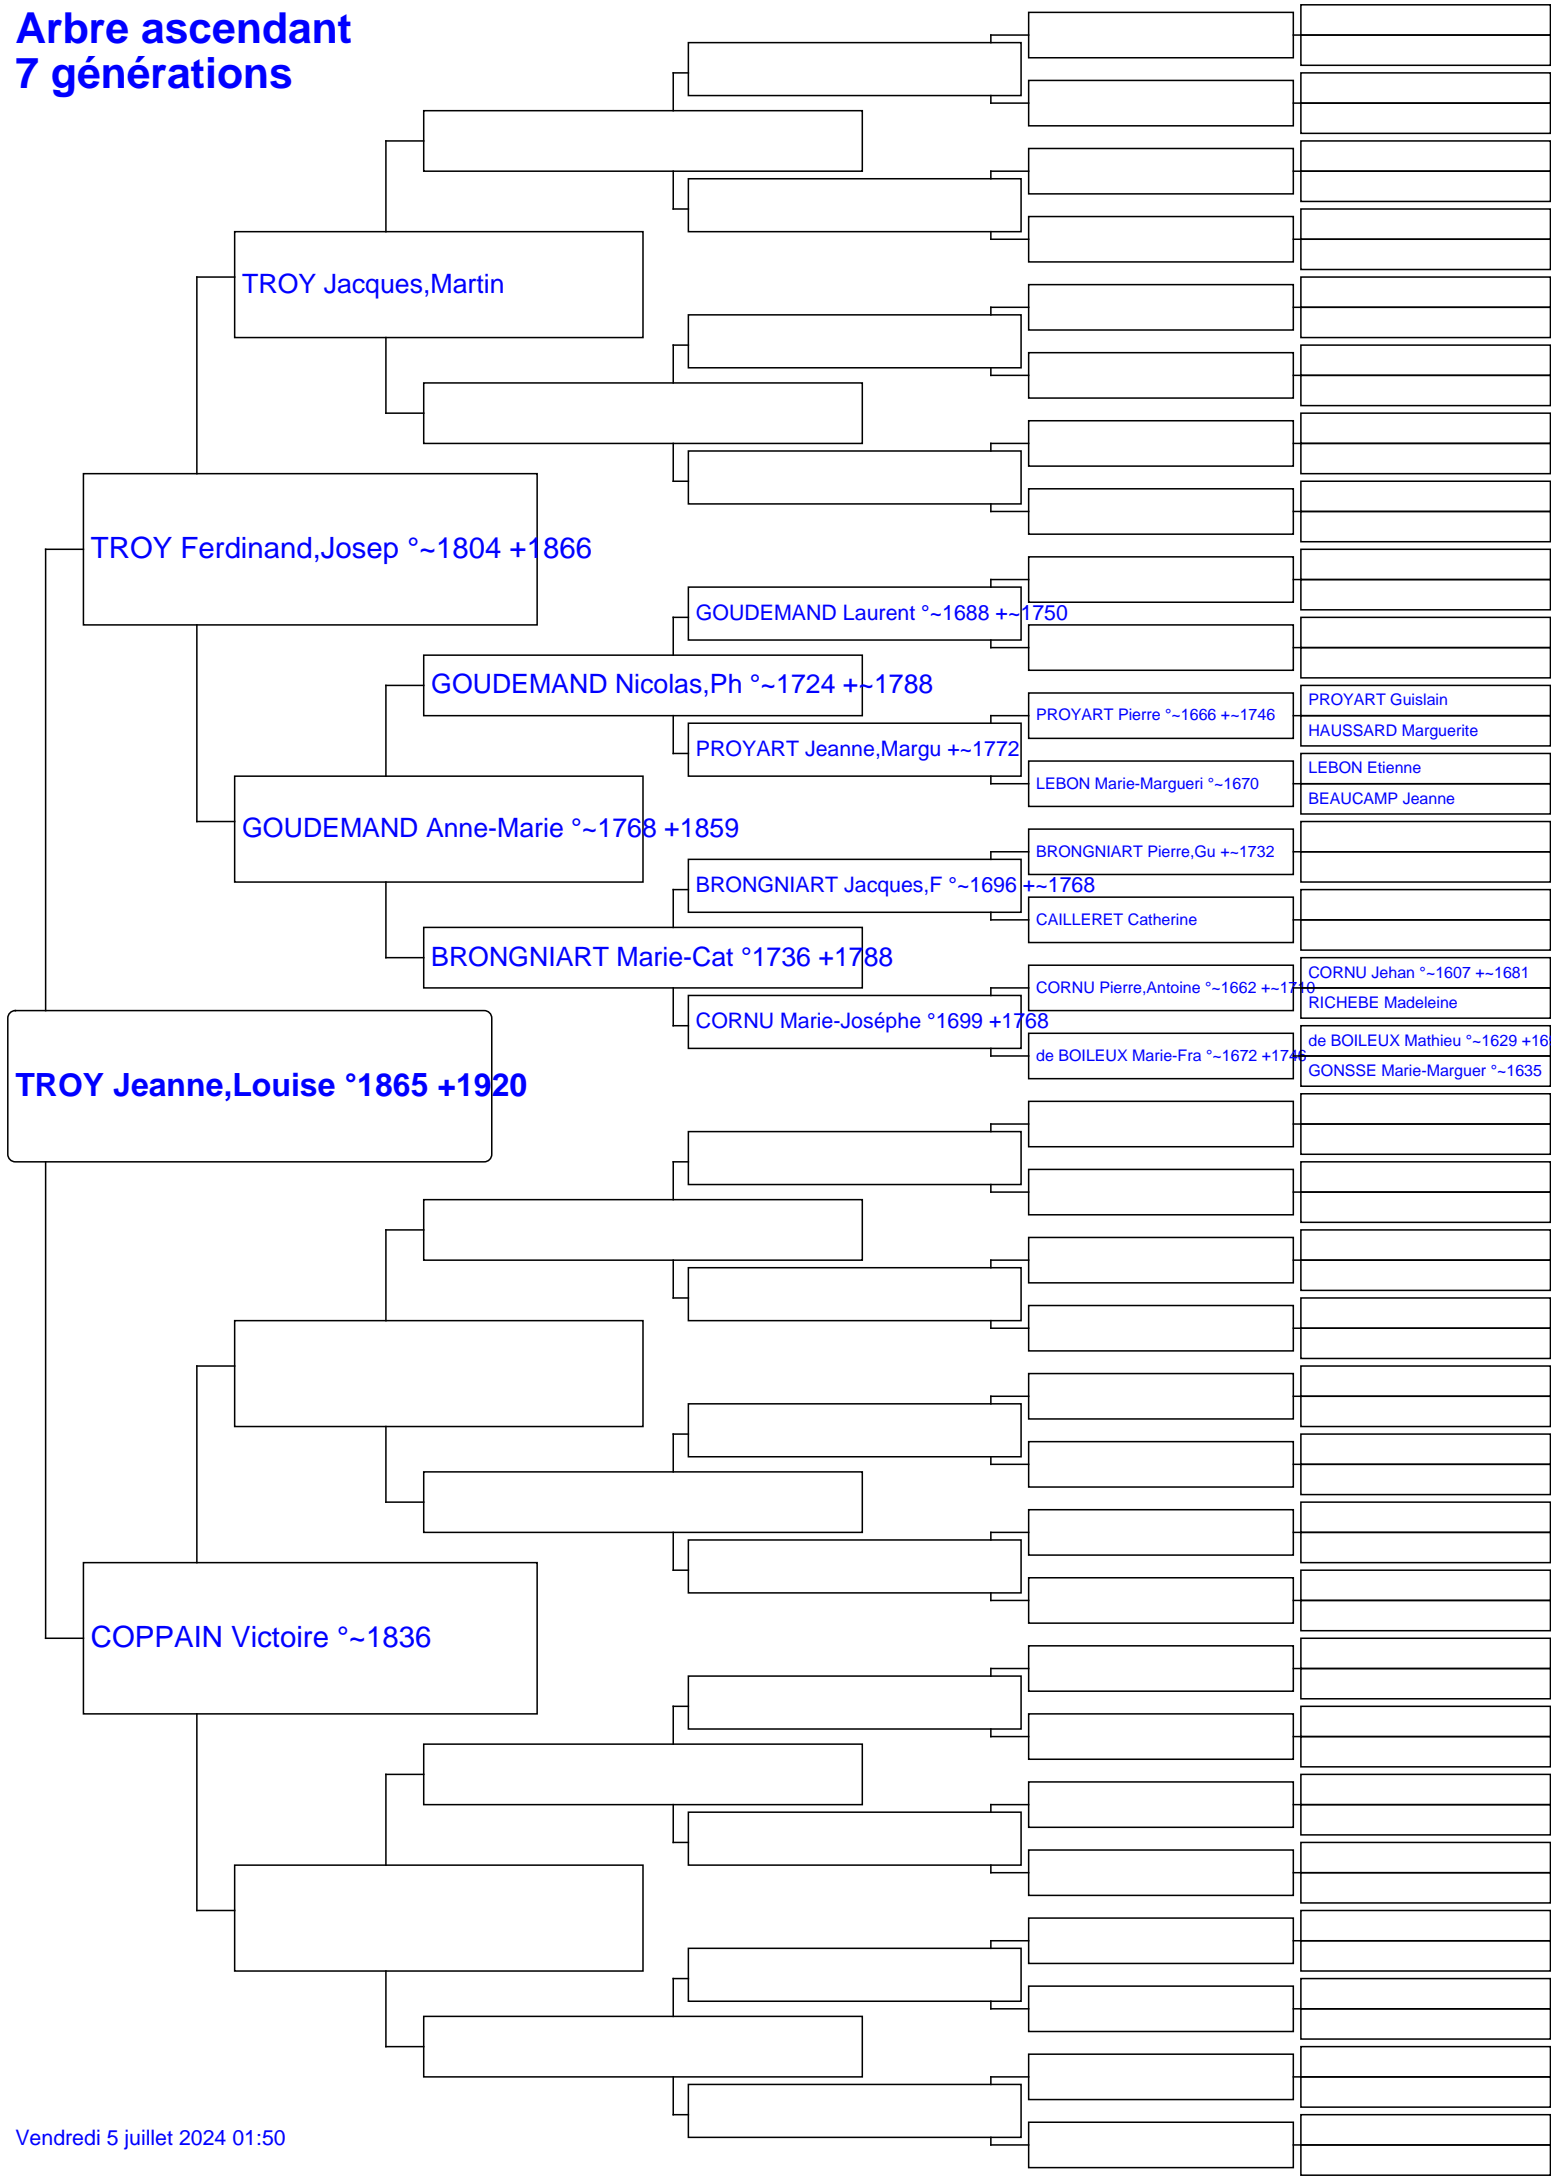 Arbre ascendant
7 générations
TROY Jacques,Martin
TROY Ferdinand,Josep °~1804 +1866
GOUDEMAND Laurent °~1688 +~1750
GOUDEMAND Nicolas,Ph °~1724 +~1788
PROYART Guislain
PROYART Pierre °~1666 +~1746
HAUSSARD Marguerite
PROYART Jeanne,Margu +~1772
LEBON Etienne
LEBON Marie-Margueri °~1670
BEAUCAMP Jeanne
GOUDEMAND Anne-Marie °~1768 +1859
BRONGNIART Pierre,Gu +~1732
BRONGNIART Jacques,F °~1696 +~1768
CAILLERET Catherine
BRONGNIART Marie-Cat °1736 +1788
CORNU Jehan °~1607 +~1681
CORNU Pierre,Antoine °~1662 +~1710
RICHEBE Madeleine
CORNU Marie-Joséphe °1699 +1768
de BOILEUX Mathieu °~1629 +16
de BOILEUX Marie-Fra °~1672 +1746
GONSSE Marie-Marguer °~1635
TROY Jeanne,Louise °1865 +1920
COPPAIN Victoire °~1836
Vendredi 5 juillet 2024 01:50